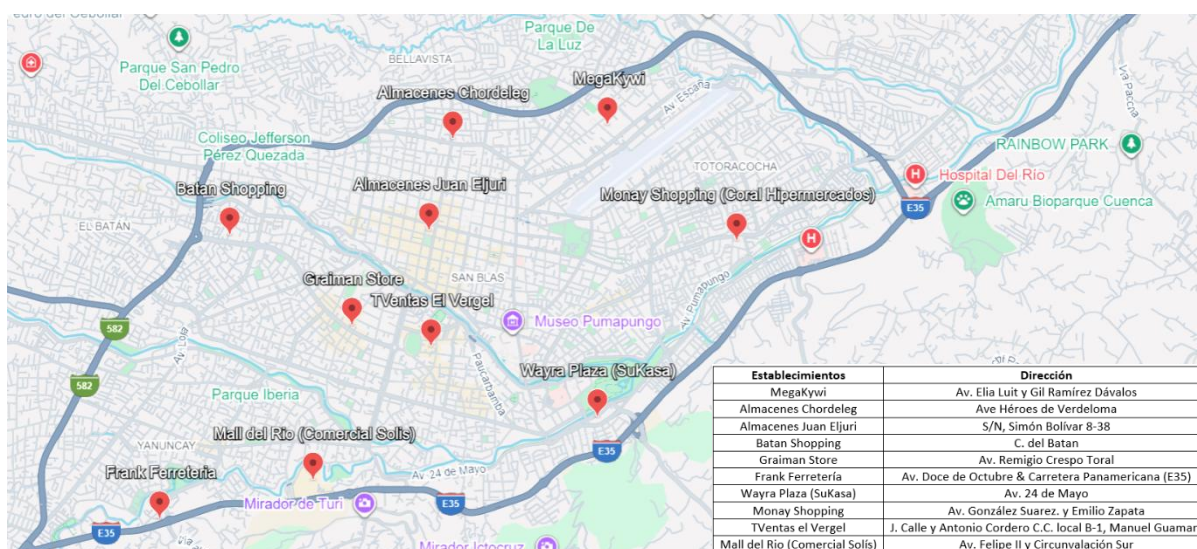 Parque San Pedro
Del Cebollar
BELLAVISTA
Parque De
La Luz
MegaKywi
Av. España
Almacenes Chordeleg
Vía Paccha
Coliseo Jefferson
Pérez Quezada
TOTORACOCHA
RAINBOW PARK
Hospital Del Río
Batan Shopping
Almacenes Juan Eljuri
Monay Shopping (Coral Hipermercados)
Amaru Bioparque Cuenca
E35
EL BATÁN
SAN BLAS
Graiman Store
TVentas El Vergel
Av. Pumapungo
Museo Pumapungo
582
Av. Loja
Paucarbamba
Wayra Plaza (SuKasa)
582
Parque Iberia
Mall del Rio (Comercial Solis)
YANUNCAY
Av. 24 de Mayo
E35
Frank Ferreteria
Mirador de Turi
E35
E35
Mirador Ictocruz
Establecimientos Dirección
MegaKywi Av. Elia Luit y Gil Ramírez Dávalos
Almacenes Chordeleg Ave Héroes de Verdeloma
Almacenes Juan Eljuri S/N, Simón Bolívar 8-38
Batan Shopping C. del Batan
Graiman Store Av. Remigio Crespo Toral
Frank Ferretería Av. Doce de Octubre & Carretera Panamericana (E35)
Wayra Plaza (SuKasa) Av. 24 de Mayo
Monay Shopping Av. González Suarez. y Emilio Zapata
TVentas el Vergel J. Calle y Antonio Cordero C.C. local B-1, Manuel Guamar
Mall del Rio (Comercial Solís) Av. Felipe II y Circunvalación Sur